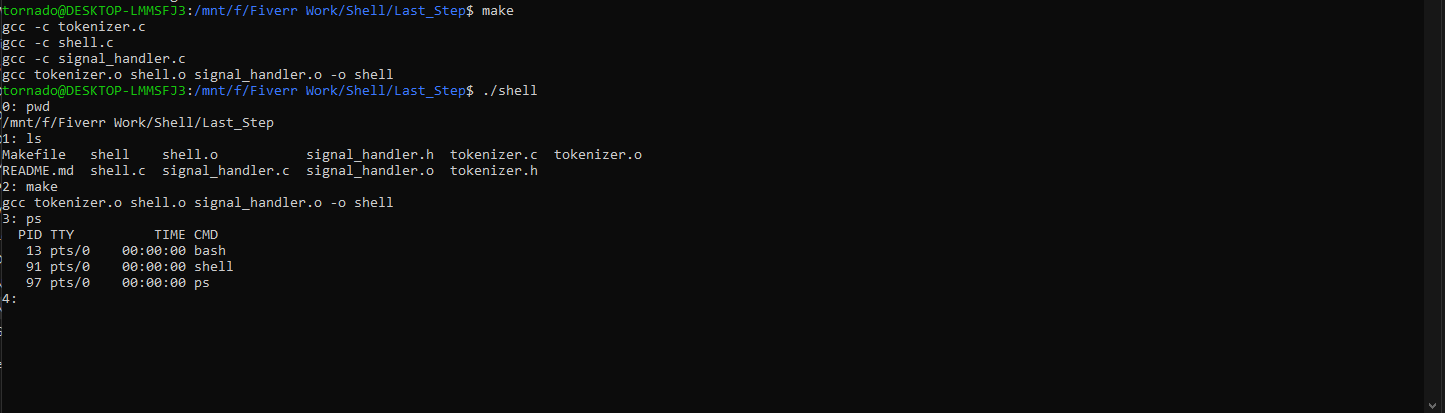 tornado@DESKTOP-LMMSFJ3:/mnt/f/Fiverr Work/Shell/Last_Step$ make
gcc -c tokenizer.c
gcc -c shell.c
gcc -c signal_handler.c
gcc tokenizer.o shell.o signal_handler.o -o shell
tornado@DESKTOP-LMMSFJ3:/mnt/f/Fiverr Work/Shell/Last_Step$ ./shell
0: pwd
/mnt/f/Fiverr Work/Shell/Last_Step
1: ls
Makefile   shell    shell.o           signal_handler.h  tokenizer.c  tokenizer.o
README.md  shell.c  signal_handler.c  signal_handler.o  tokenizer.h
2: make
gcc tokenizer.o shell.o signal_handler.o -o shell
3: ps
  PID TTY          TIME CMD
   13 pts/0    00:00:00 bash
   91 pts/0    00:00:00 shell
   97 pts/0    00:00:00 ps
4: